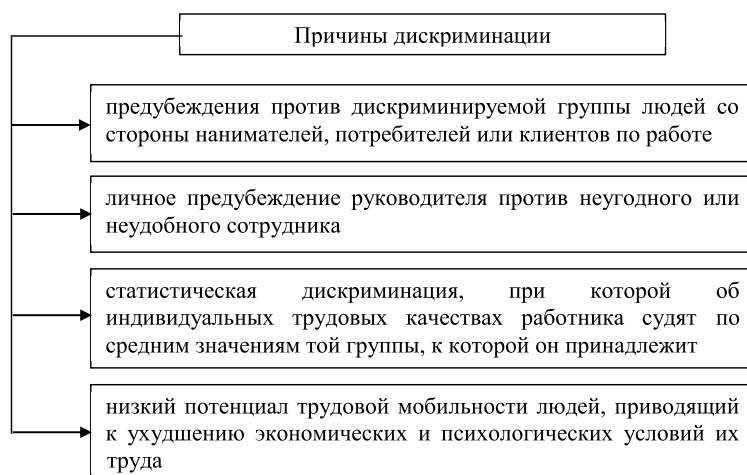 Причины дискриминации
предубеждения против дискриминируемой группы людей со
стороны нанимателей, потребителей или клиентов по работе
личное предубеждение руководителя против неугодного или
неудобного сотрудника
статистическая дискриминация, при которой об
индивидуальных трудовых качествах работника судят по
средним значениям той группы, к которой он принадлежит
низкий потенциал трудовой мобильности людей, приводящий
к ухудшению экономических и психологических условий их
труда